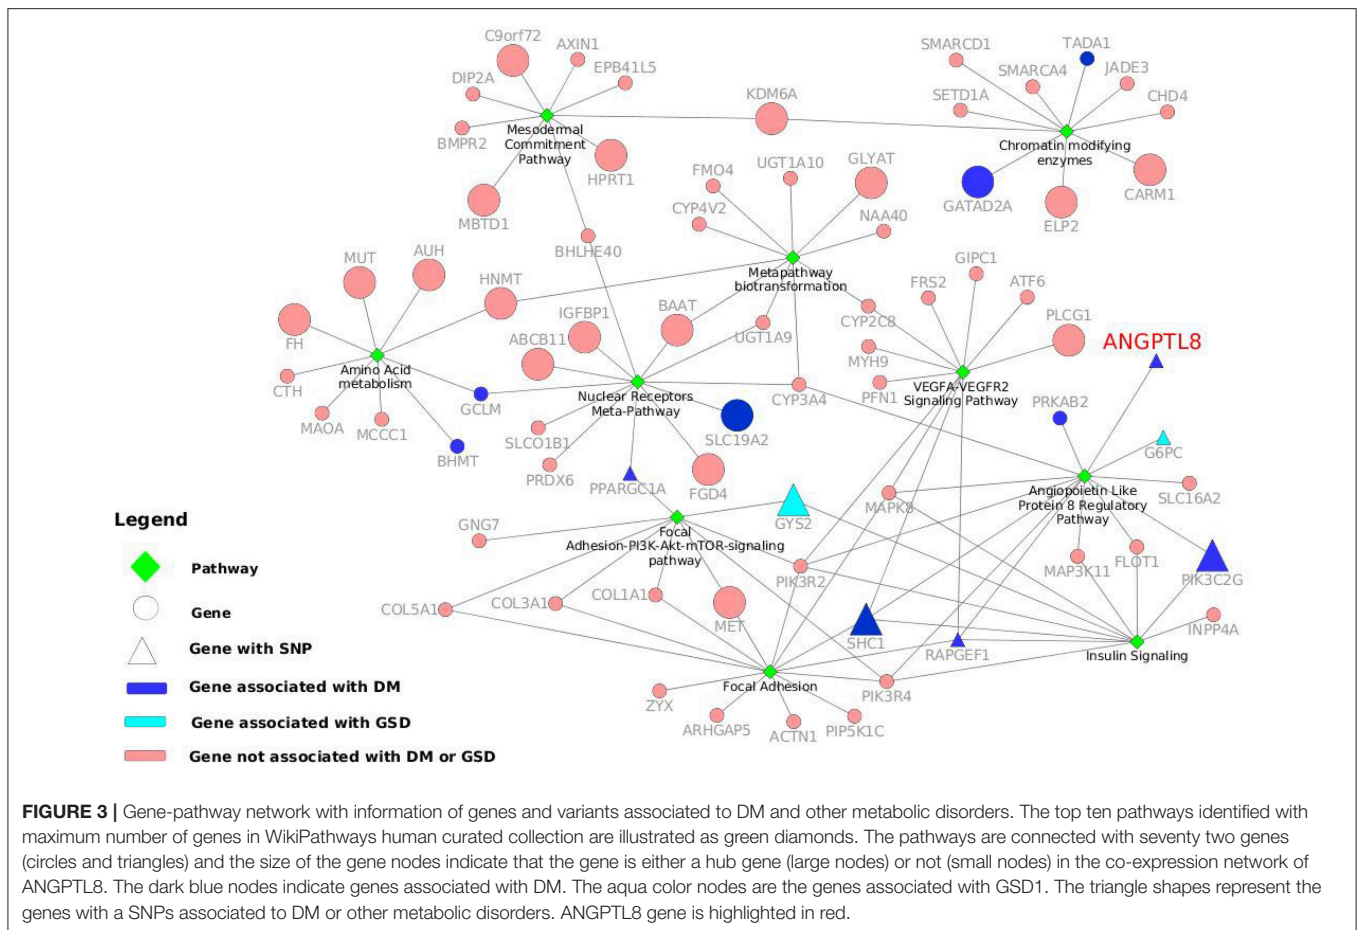 C9orf72
AXIN1
DIP2A
EPB41L5
BMPR2
Mesodermal
Commitment
Pathway
HPRT1
MBTD1
KDM6A
SMARCD1
TADA1
SMARCA4
JADE3
SETD1A
CHD4
Chromatin modifying
enzymes
GATAD2A
ELP2
CARM1
UGT1A10
GLYAT
FMO4
CYP4V2
NAA40
BHLHE40
Metapathway
biotransformation
MUT
AUH
HNMT
FH
CTH
Amino Acid
metabolism
MAOA
MCCC1
GCLM
BHMT
IGFBP1
BAAT
ABCB11
UGT1A9
Nuclear Receptors
Meta-Pathway
SLCO1B1
PRDX6
PPARGC1A
FGD4
SLC19A2
CYP3A4
GIPC1
FRS2
ATF6
CYP2C8
PLCG1
MYH9
PFN1
VEGFA-VEGFR2
Signaling Pathway
ANGPTL8
PRKAB2
G6PC
SLC16A2
Angiopoietin Like
Protein 8 Regulatory
Pathway
MAPK8
GYS2
GNG7
Focal
Adhesion-PI3K-Akt-mTOR-signaling
pathway
PIK3R2
MAP3K11
FLOT1
PIK3C2G
COL5A1
COL3A1
COL1A1
MET
SHC1
RAPGEF1
INPP4A
Insulin Signaling
Focal Adhesion
PIK3R4
ZYX
ARHGAP5
ACTN1
PIP5K1C
Legend
Pathway
Gene
Gene with SNP
Gene associated with DM
Gene associated with GSD
Gene not associated with DM or GSD
FIGURE 3 | Gene-pathway network with information of genes and variants associated to DM and other metabolic disorders. The top ten pathways identified with
maximum number of genes in WikiPathways human curated collection are illustrated as green diamonds. The pathways are connected with seventy two genes
(circles and triangles) and the size of the gene nodes indicate that the gene is either a hub gene (large nodes) or not (small nodes) in the co-expression network of
ANGPTL8. The dark blue nodes indicate genes associated with DM. The aqua color nodes are the genes associated with GSD1. The triangle shapes represent the
genes with a SNPs associated to DM or other metabolic disorders. ANGPTL8 gene is highlighted in red.